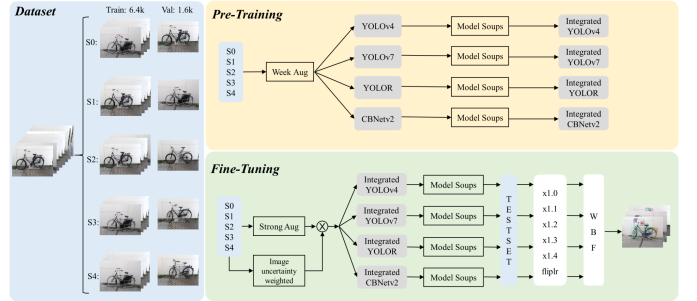 Dataset
Train: 6.4k
Val: 1.6k
S0:
S1:
S2:
S3:
S4:
Pre-Training
S0
S1
S2
S3
S4
Week Aug
YOLOv4
Model Soups
Integrated
YOLOv4
YOLOv7
Model Soups
Integrated
YOLOv7
YOLOR
Model Soups
Integrated
YOLOR
CBNetv2
Model Soups
Integrated
CBNetv2
Fine-Tuning
S0
S1
S2
S3
S4
Strong Aug
Image
uncertainty
weighted
Integrated
YOLOv4
Model Soups
Integrated
YOLOv7
Model Soups
Integrated
YOLOR
Model Soups
Integrated
CBNetv2
Model Soups
T
E
S
T
S
E
T
x1.0
x1.1
x1.2
x1.3
x1.4
fliplr
W
B
F